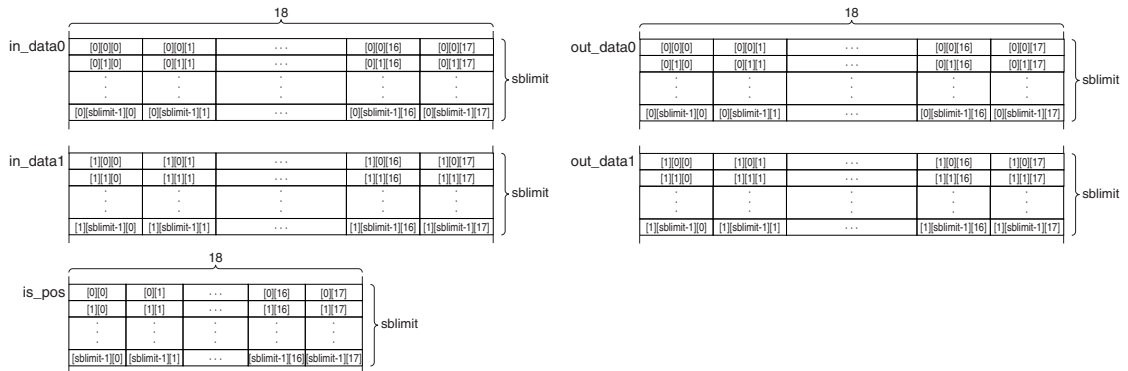 18
in_data0 [0][0][0] [0][0][1] ... [0][0][16] [0][0][17]
[0][1][0] [0][1][1] ... [0][1][16] [0][1][17]
sblimit
[0][sblimit-1][0] [0][sblimit-1][1] ... [0][sblimit-1][16] [0][sblimit-1][17]
in_data1 [1][0][0] [1][0][1] ... [1][0][16] [1][0][17]
[1][1][0] [1][1][1] ... [1][1][16] [1][1][17]
sblimit
[1][sblimit-1][0] [1][sblimit-1][1] ... [1][sblimit-1][16] [1][sblimit-1][17]
18
is_pos [0][0] [0][1] ... [0][16] [0][17]
[1][0] [1][1] ... [1][16] [1][17]
sblimit
[sblimit-1][0] [sblimit-1][1] ... [sblimit-1][16] [sblimit-1][17]
18
out_data0 [0][0][0] [0][0][1] ... [0][0][16] [0][0][17]
[0][1][0] [0][1][1] ... [0][1][16] [0][1][17]
sblimit
[0][sblimit-1][0] [0][sblimit-1][1] ... [0][sblimit-1][16] [0][sblimit-1][17]
out_data1 [1][0][0] [1][0][1] ... [1][0][16] [1][0][17]
[1][1][0] [1][1][1] ... [1][1][16] [1][1][17]
sblimit
[1][sblimit-1][0] [1][sblimit-1][1] ... [1][sblimit-1][16] [1][sblimit-1][17]